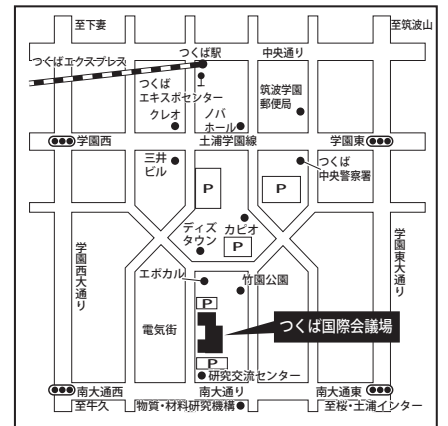 至下妻
至筑波山
つくば駅
中央通り
つくばエクスプレス
つくば
エキスポセンター
筑波学園
郵便局
クレオ
ノバ
ホール
学園西
土浦学園線
学園東
三井
ビル
つくば
中央警察署
P
P
ディズ
タウン
カピオ
P
学園西大通り
学園東大通り
エポカル
竹園公園
P
電気街
つくば国際会議場
P
研究交流センター
南大通西
南大通り
南大通東
至牛久
物質・材料研究機構
至桜・土浦インター